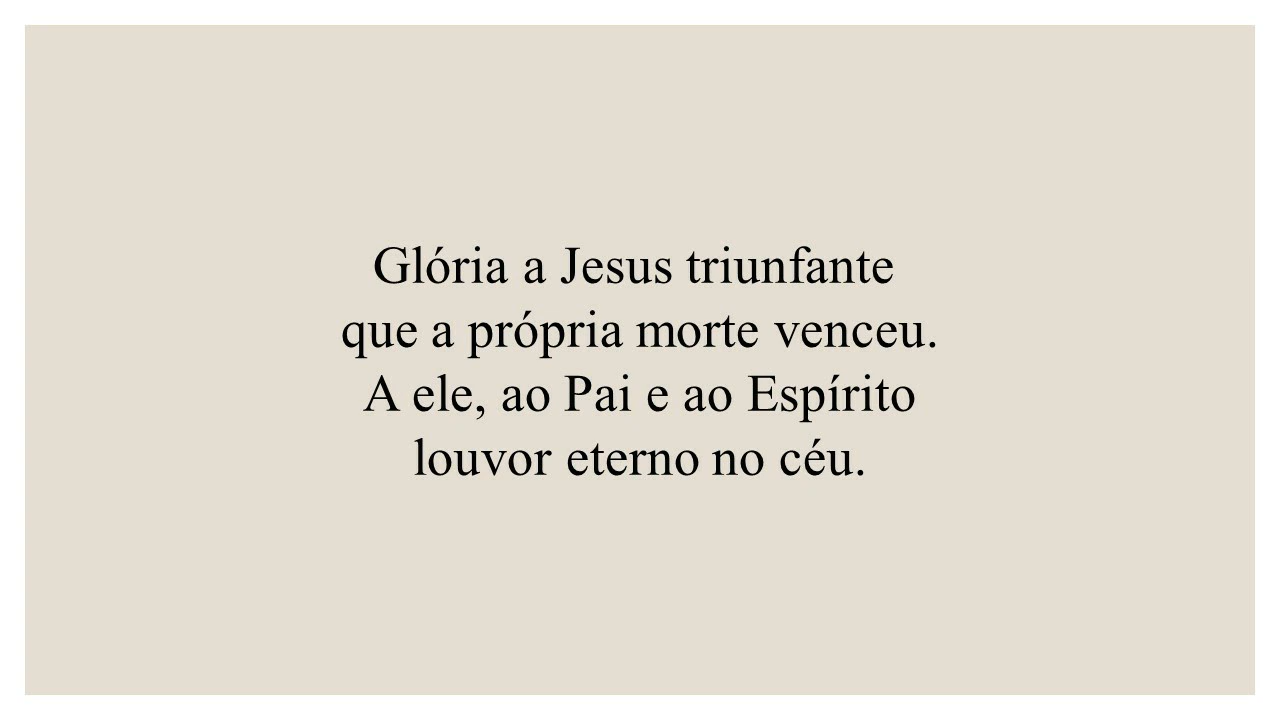 Glória a Jesus triunfante
que a própria morte venceu.
A ele, ao Pai e ao Espírito
louvor eterno no céu.